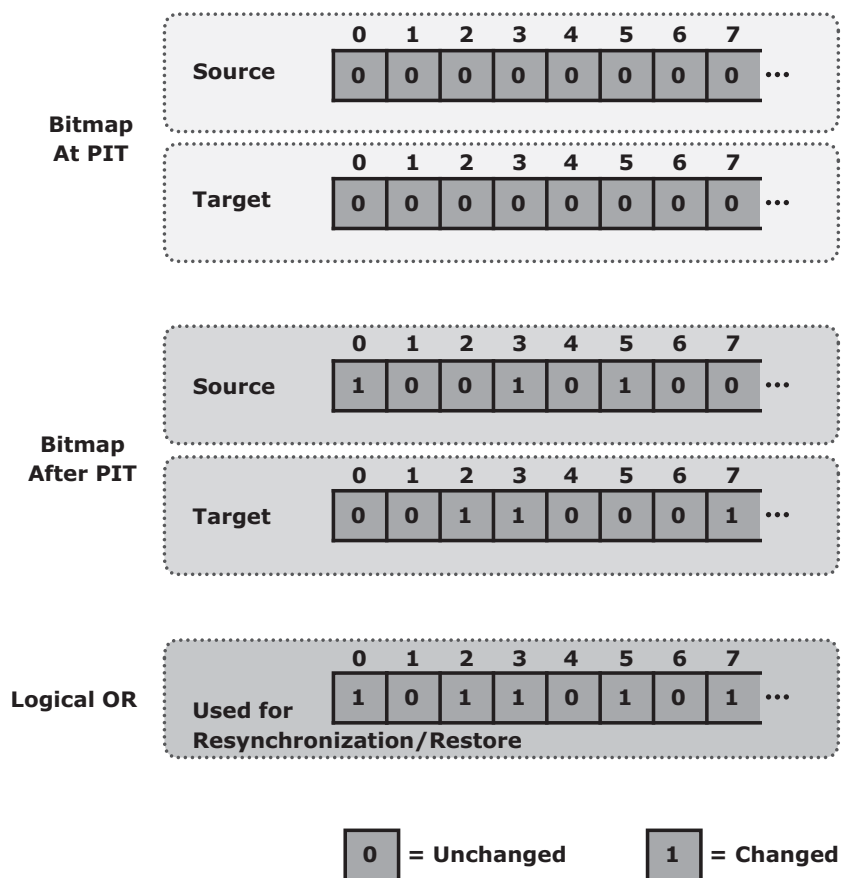 0 1 2 3 4 5 6 7
Source 0 0 0 0 0 0 0 0 ...
Bitmap
At PIT
0 1 2 3 4 5 6 7
Target 0 0 0 0 0 0 0 0 ...
0 1 2 3 4 5 6 7
Source 1 0 0 1 0 1 0 0 ...
Bitmap
After PIT
0 1 2 3 4 5 6 7
Target 0 0 1 1 0 0 0 1 ...
0 1 2 3 4 5 6 7
Logical OR
1 0 1 1 0 1 0 1 ...
Used for
Resynchronization/Restore
0 = Unchanged 1 = Changed